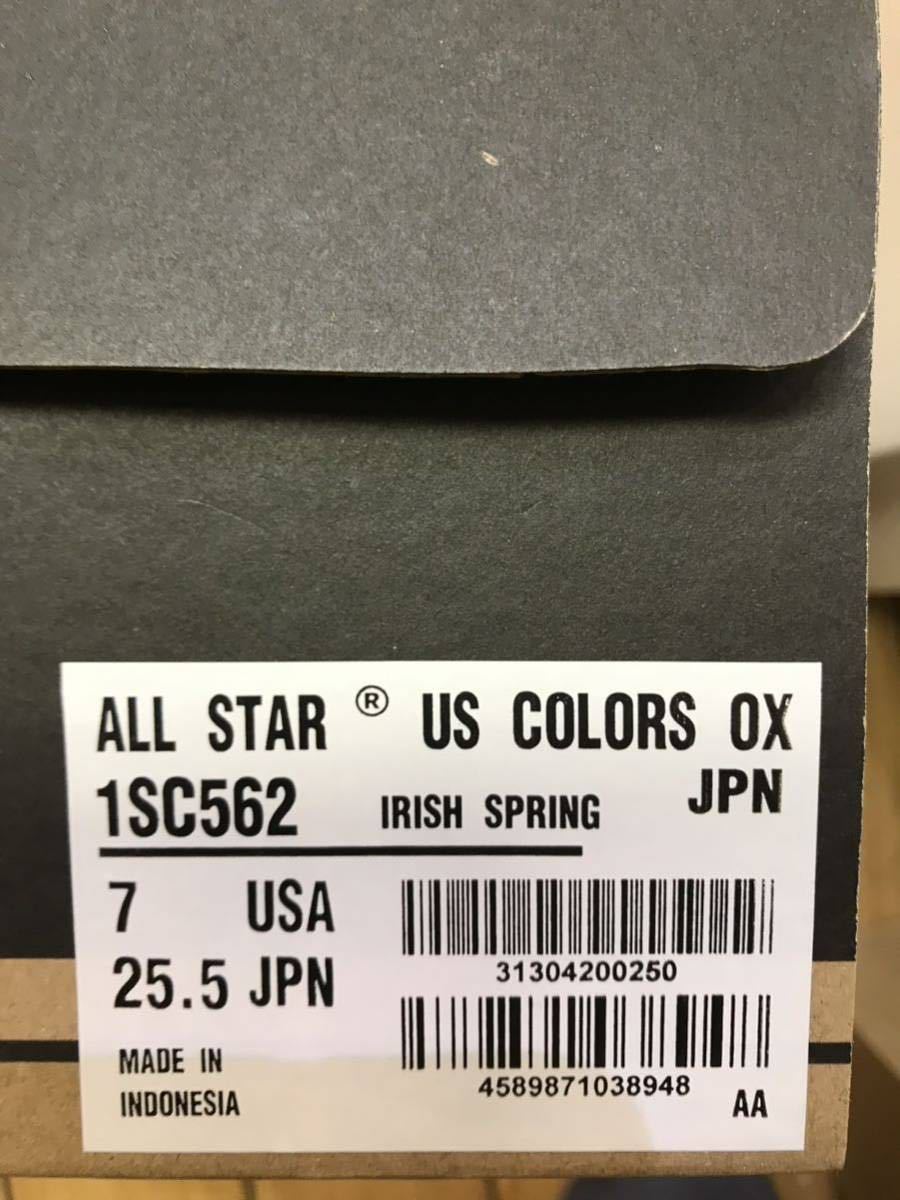 ALL STAR ® US COLORS OX
1SC562 IRISH SPRING JPN
7 USA
25.5 JPN
31304200250
4589871038948
MADE IN
INDONESIA
AA